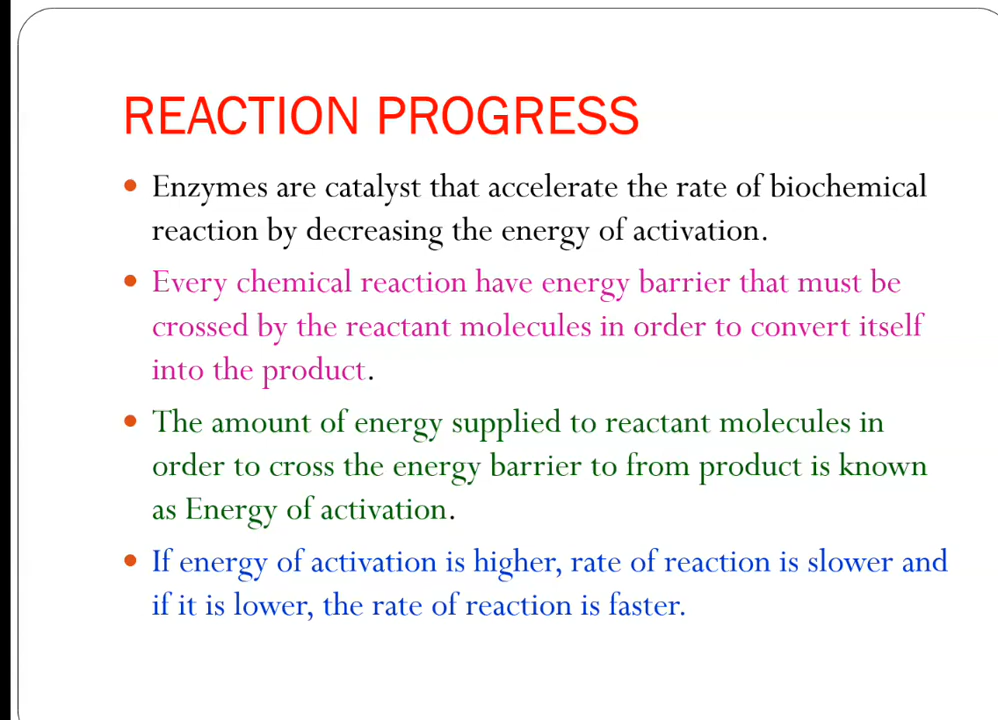 REACTION PROGRESS
• Enzymes are catalyst that accelerate the rate of biochemical
reaction by decreasing the energy of activation.
• Every chemical reaction have energy barrier that must be
crossed by the reactant molecules in order to convert itself
into the product.
• The amount of energy supplied to reactant molecules in
order to cross the energy barrier to from product is known
as Energy of activation.
• If energy of activation is higher, rate of reaction is slower and
if it is lower, the rate of reaction is faster.